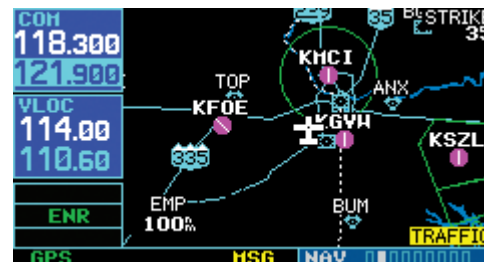 COM
118.300
121.900
VLOC
114.00
110.60
ENR
GPS
35
STRIKE
35
KMCI
TOP
ANX
KFOE
KGVW
KSZL
335
EMP
100
BUM
TRAFFIC
MSG
NAV